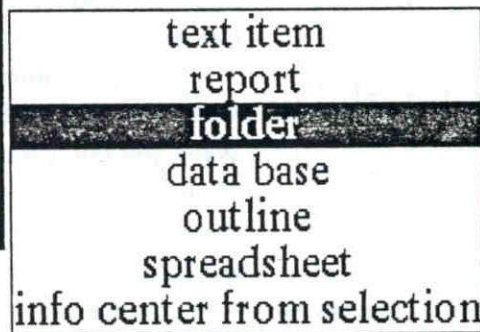 text item
report
folder
data base
outline
spreadsheet
info center from selection